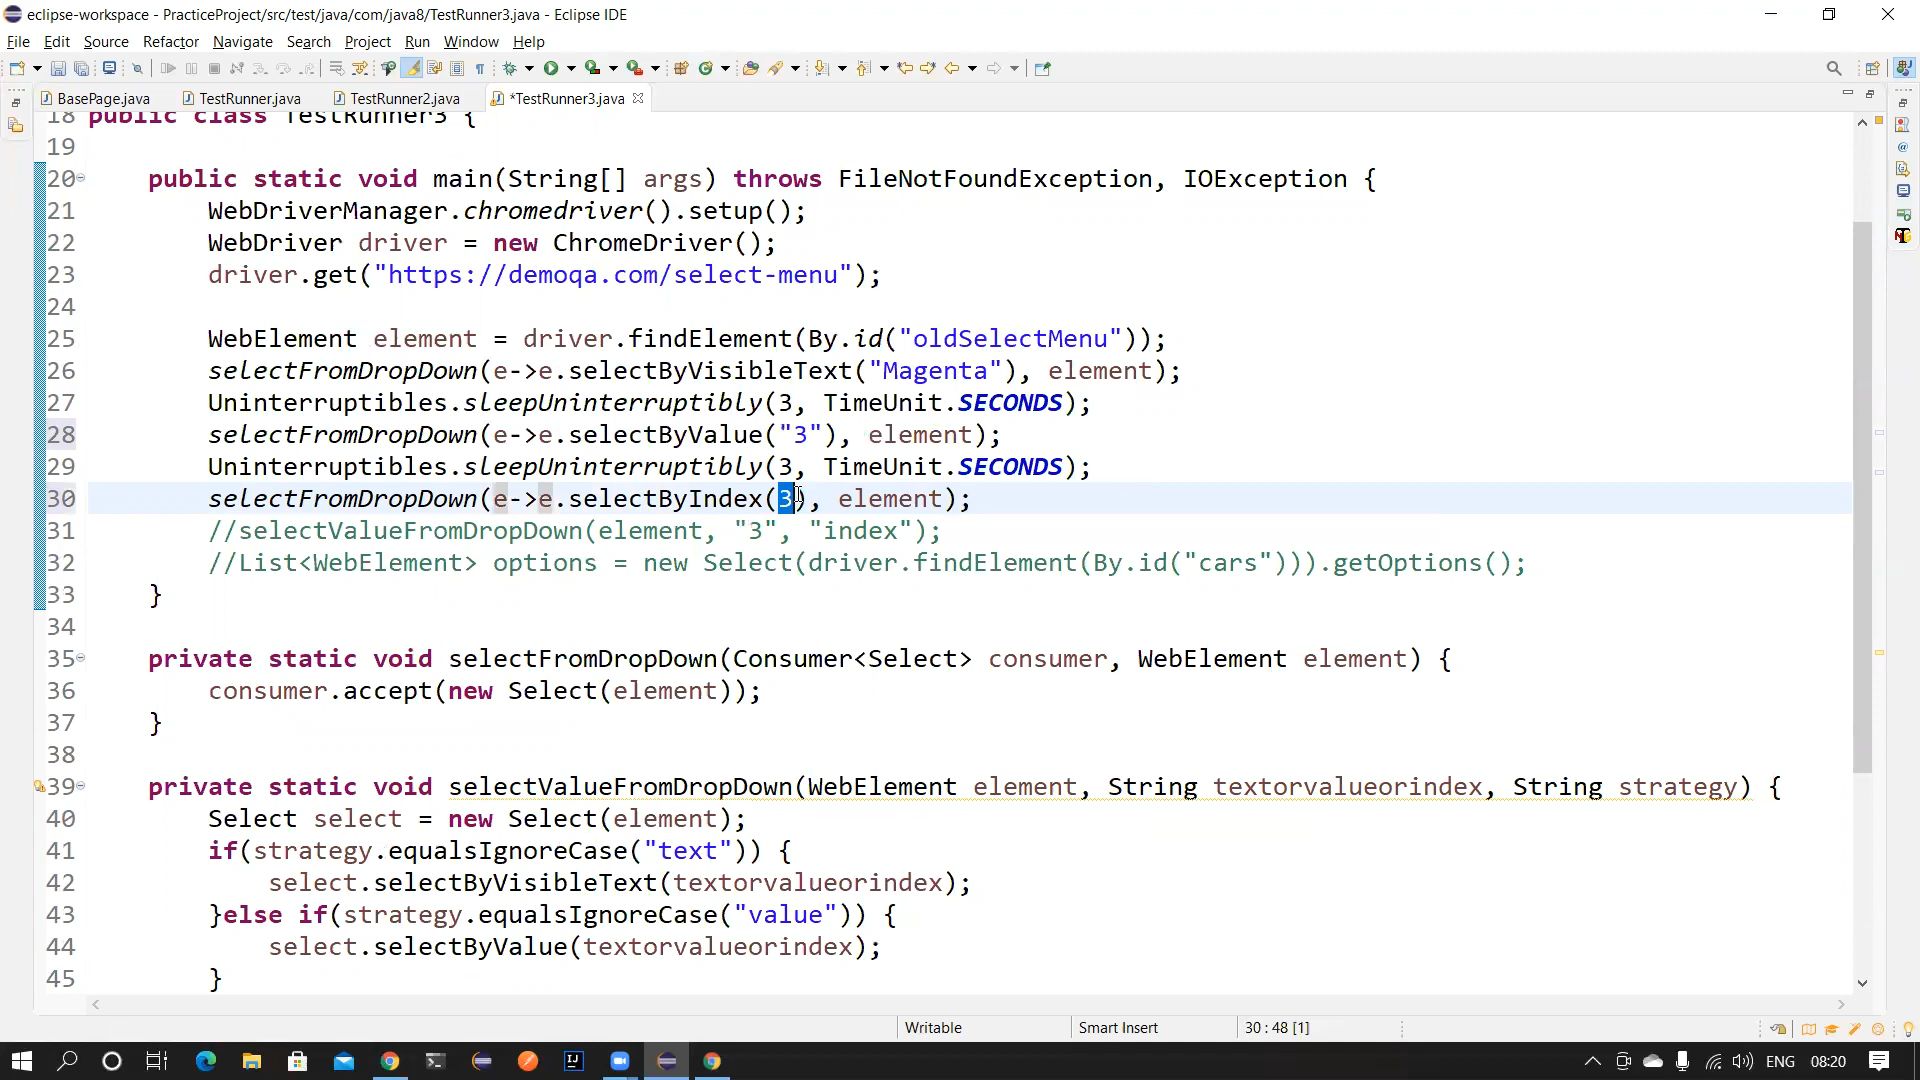 eclipse-workspace - PracticeProject/src/test/java/com/java8/TestRunner3.java - Eclipse IDE
File Edit Source Refactor Navigate Search Project Run Window Help
BasePage.java TestRunner.java TestRunner2.java *TestRunner3.java
18 public class TestRunner3 {
19
20 public static void main(String[] args) throws FileNotFoundException, IOException {
21 WebDriverManager.chromedriver().setup();
22 WebDriver driver = new ChromeDriver();
23 driver.get("https://demoqa.com/select-menu");
24
25 WebElement element = driver.findElement(By.id("oldSelectMenu"));
26 selectFromDropDown(e->e.selectByVisibleText("Magenta"), element);
27 Uninterruptibles.sleepUninterruptibly(3, TimeUnit.SECONDS);
28 selectFromDropDown(e->e.selectByValue("3"), element);
29 Uninterruptibles.sleepUninterruptibly(3, TimeUnit.SECONDS);
30 selectFromDropDown(e->e.selectByIndex(3), element);
31 //selectValueFromDropDown(element, "3", "index");
32 //List<WebElement> options = new Select(driver.findElement(By.id("cars"))).getOptions();
33 }
34
35 private static void selectFromDropDown(Consumer<Select> consumer, WebElement element) {
36 consumer.accept(new Select(element));
37 }
38
39 private static void selectValueFromDropDown(WebElement element, String textorvalueorindex, String strategy) {
40 Select select = new Select(element);
41 if(strategy.equalsIgnoreCase("text")) {
42 select.selectByVisibleText(textorvalueorindex);
43 }else if(strategy.equalsIgnoreCase("value")) {
44 select.selectByValue(textorvalueorindex);
45 }
Writable Smart Insert 30 : 48 [1]
ENG 08:20